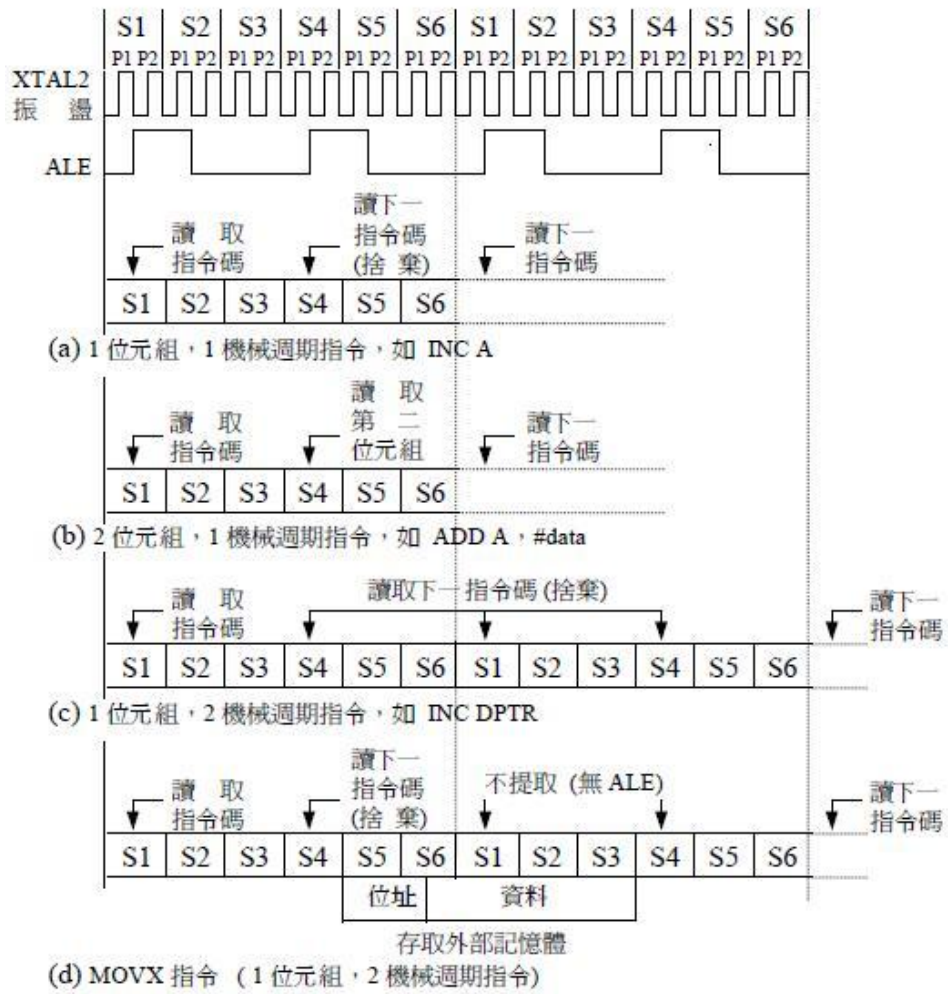 S1 S2 S3 S4 S5 S6 S1 S2 S3 S4 S5 S6
P1 P2 P1 P2 P1 P2 P1 P2 P1 P2 P1 P2 P1 P2 P1 P2 P1 P2 P1 P2 P1 P2 P1 P2
XTAL2
振 盪
ALE
讀 取
指令碼
讀下一
指令碼
(捨 棄)
讀下一
指令碼
S1 S2 S3 S4 S5 S6
(a) 1 位元組,1 機械週期指令,如 INC A
讀 取
指令碼
讀 取
第 二
位元組
讀下一
指令碼
S1 S2 S3 S4 S5 S6
(b) 2 位元組,1 機械週期指令,如 ADD A,#data
讀 取
指令碼
讀取下一指令碼 (捨棄)
讀下一
指令碼
S1 S2 S3 S4 S5 S6 S1 S2 S3 S4 S5 S6
(c) 1 位元組,2 機械週期指令,如 INC DPTR
讀 取
指令碼
讀下一
指令碼
(捨 棄)
不提取 (無 ALE)
讀下一
指令碼
S1 S2 S3 S4 S5 S6 S1 S2 S3 S4 S5 S6
位址 資料
存取外部記憶體
(d) MOVX 指令 ( 1 位元組,2 機械週期指令)